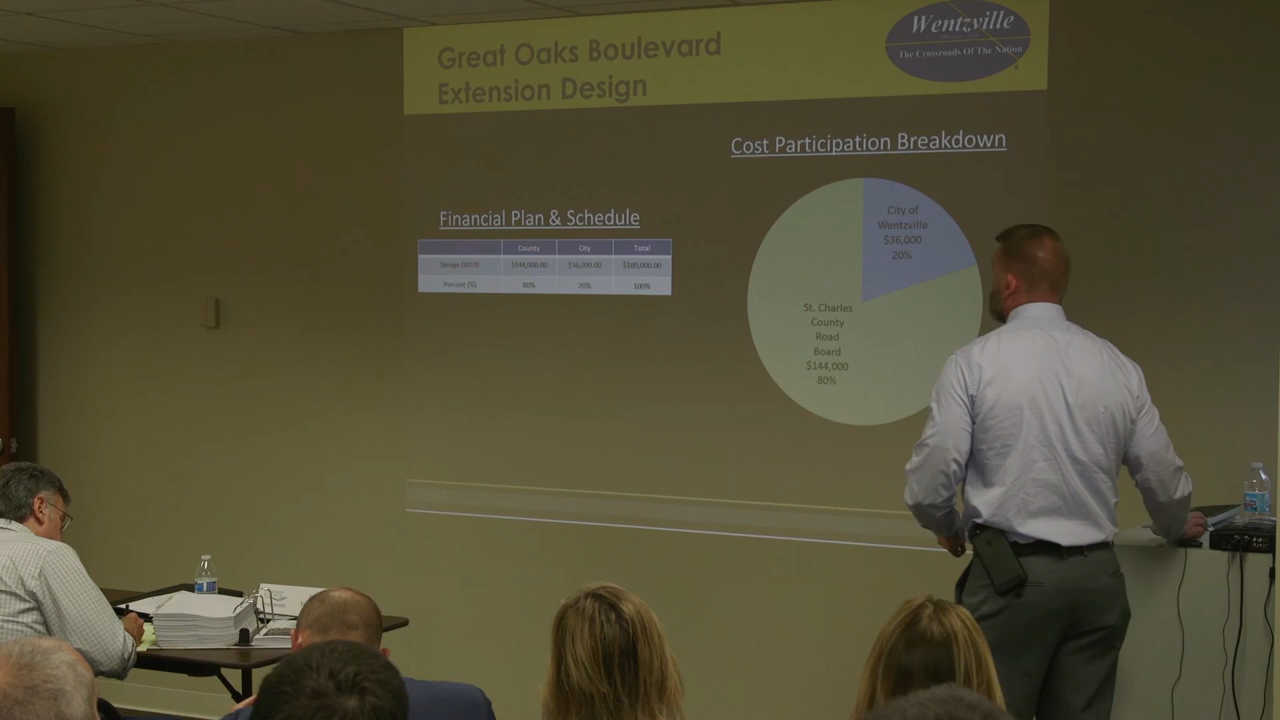 Great Oaks Boulevard
Extension Design
Wentzville
The Crossroads Of The Nation
Cost Participation Breakdown
Financial Plan & Schedule
County City Total
Design (2019) $144,000.00 $36,000.00 $180,000.00
Percent (%) 80% 20% 100%
City of
Wentzville
$36,000
20%
St. Charles
County
Road
Board
$144,000
80%